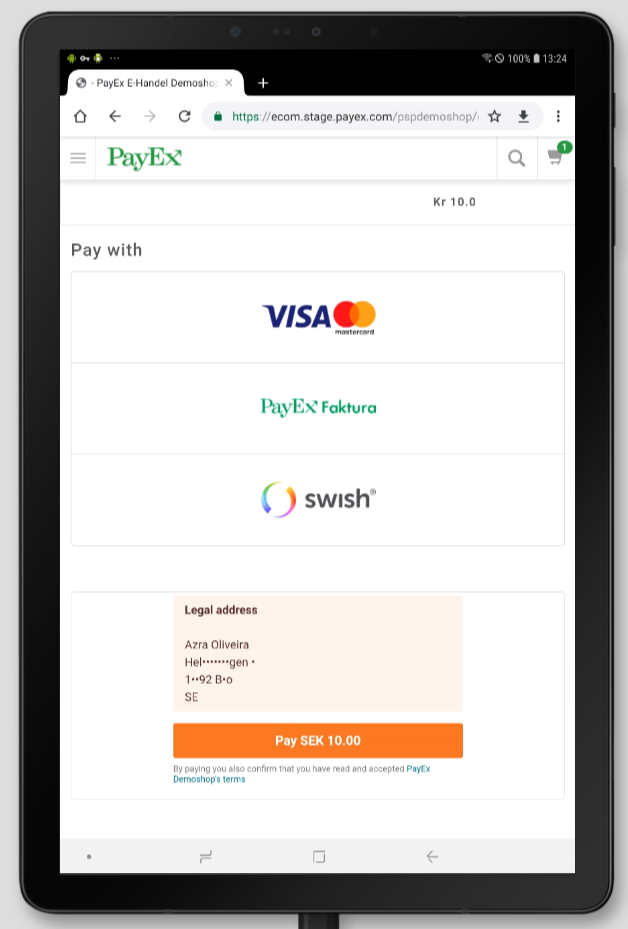 100% 13:24
- PayEx E-Handel Demosho
https://ecom.stage.payex.com/pspdemoshop/
PayEx
1
Kr 10.0
Pay with
VISA
mastercard
PayEx Faktura
swish®
Legal address
Azra Oliveira
Hel•••••••gen •
1••92 B•o
SE
Pay SEK 10.00
By paying you also confirm that you have read and accepted PayEx
Demoshop's terms